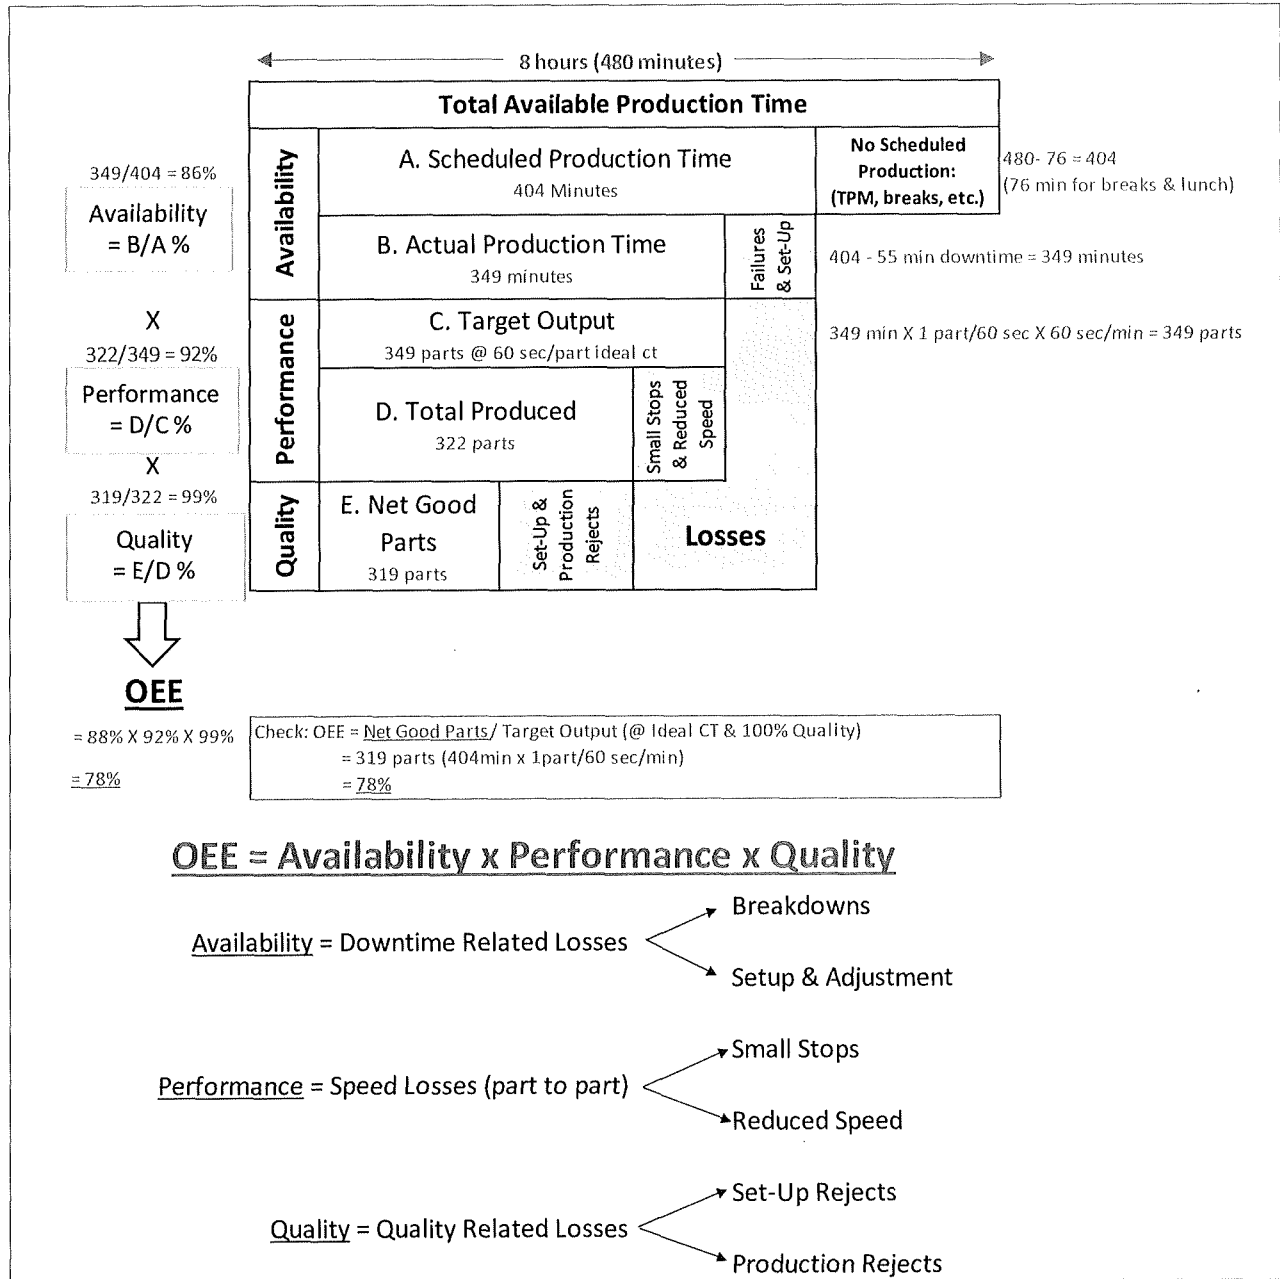 8 hours (480 minutes)
Total Available Production Time
Availability
A. Scheduled Production Time
404 Minutes
No Scheduled
Production:
(TPM, breaks, etc.)
480- 76 = 404
(76 min for breaks & lunch)
349/404 = 86%
Availability
= B/A %
B. Actual Production Time
349 minutes
Failures
& Set-Up
404 - 55 min downtime = 349 minutes
X
322/349 = 92%
Performance
= D/C %
Performance
C. Target Output
349 parts @ 60 sec/part ideal ct
349 min X 1 part/60 sec X 60 sec/min = 349 parts
D. Total Produced
322 parts
Small Stops
& Reduced
Speed
X
319/322 = 99%
Quality
= E/D %
Quality
E. Net Good
Parts
319 parts
Set-Up &
Production
Rejects
Losses
OEE
= 88% X 92% X 99%
= 78%
Check: OEE = Net Good Parts/ Target Output (@ Ideal CT & 100% Quality)
= 319 parts (404min x 1part/60 sec/min)
= 78%
OEE = Availability x Performance x Quality
Availability = Downtime Related Losses
Breakdowns
Setup & Adjustment
Performance = Speed Losses (part to part)
Small Stops
Reduced Speed
Quality = Quality Related Losses
Set-Up Rejects
Production Rejects